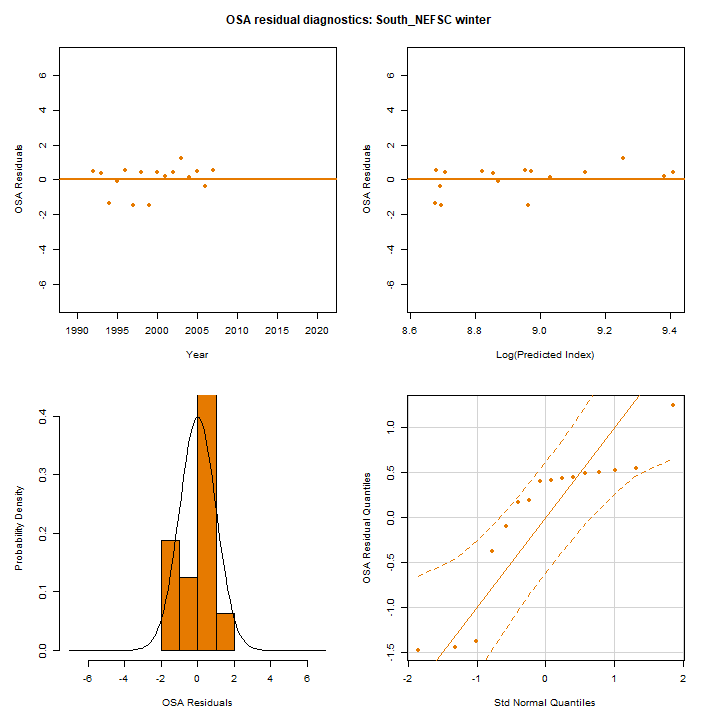 OSA residual diagnostics: South_NEFSC winter
OSA Residuals
6
4
2
0
-2
-4
-6
1990 1995 2000 2005 2010 2015 2020
Year
OSA Residuals
6
4
2
0
-2
-4
-6
8.6 8.8 9.0 9.2 9.4
Log(Predicted Index)
Probability Density
0.4
0.3
0.2
0.1
0.0
-6 -4 -2 0 2 4 6
OSA Residuals
OSA Residual Quantiles
1.0
0.5
0.0
-0.5
-1.0
-1.5
-2 -1 0 1 2
Std Normal Quantiles